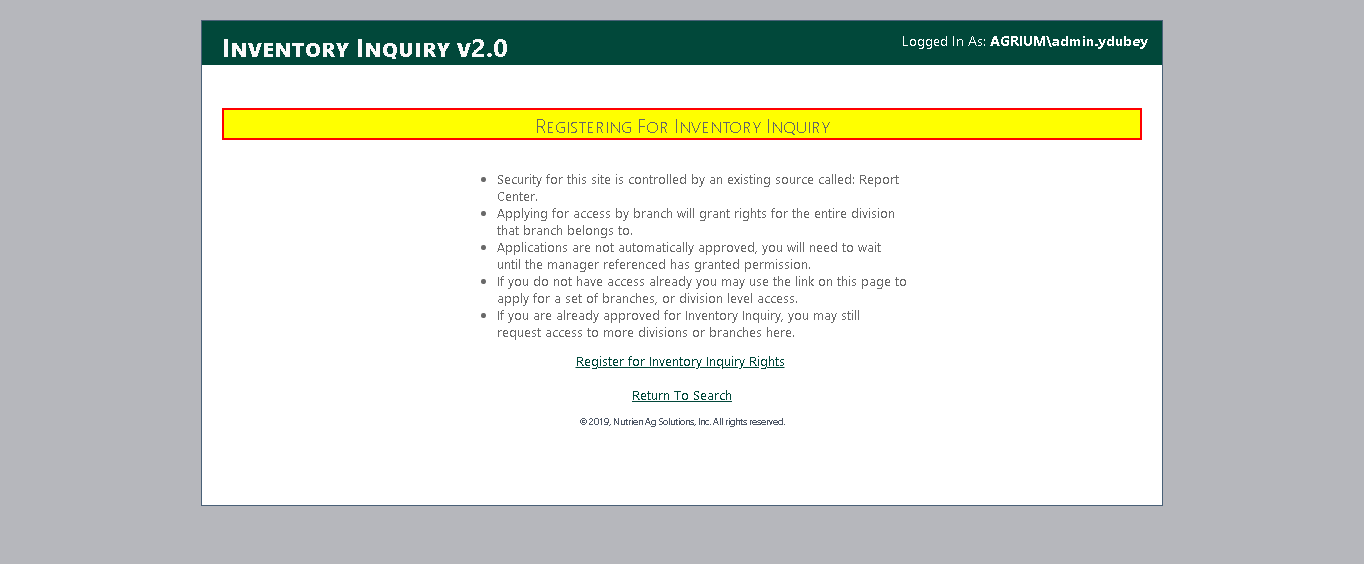 Inventory Inquiry v2.0
Logged In As: AGRIUM\admin.ydubey
Registering For Inventory Inquiry
• Security for this site is controlled by an existing source called: Report
Center.
• Applying for access by branch will grant rights for the entire division
that branch belongs to.
• Applications are not automatically approved, you will need to wait
until the manager referenced has granted permission.
• If you do not have access already you may use the link on this page to
apply for a set of branches, or division level access.
• If you are already approved for Inventory Inquiry, you may still
request access to more divisions or branches here.
Register for Inventory Inquiry Rights
Return To Search
© 2019, Nutrien Ag Solutions, Inc. All rights reserved.